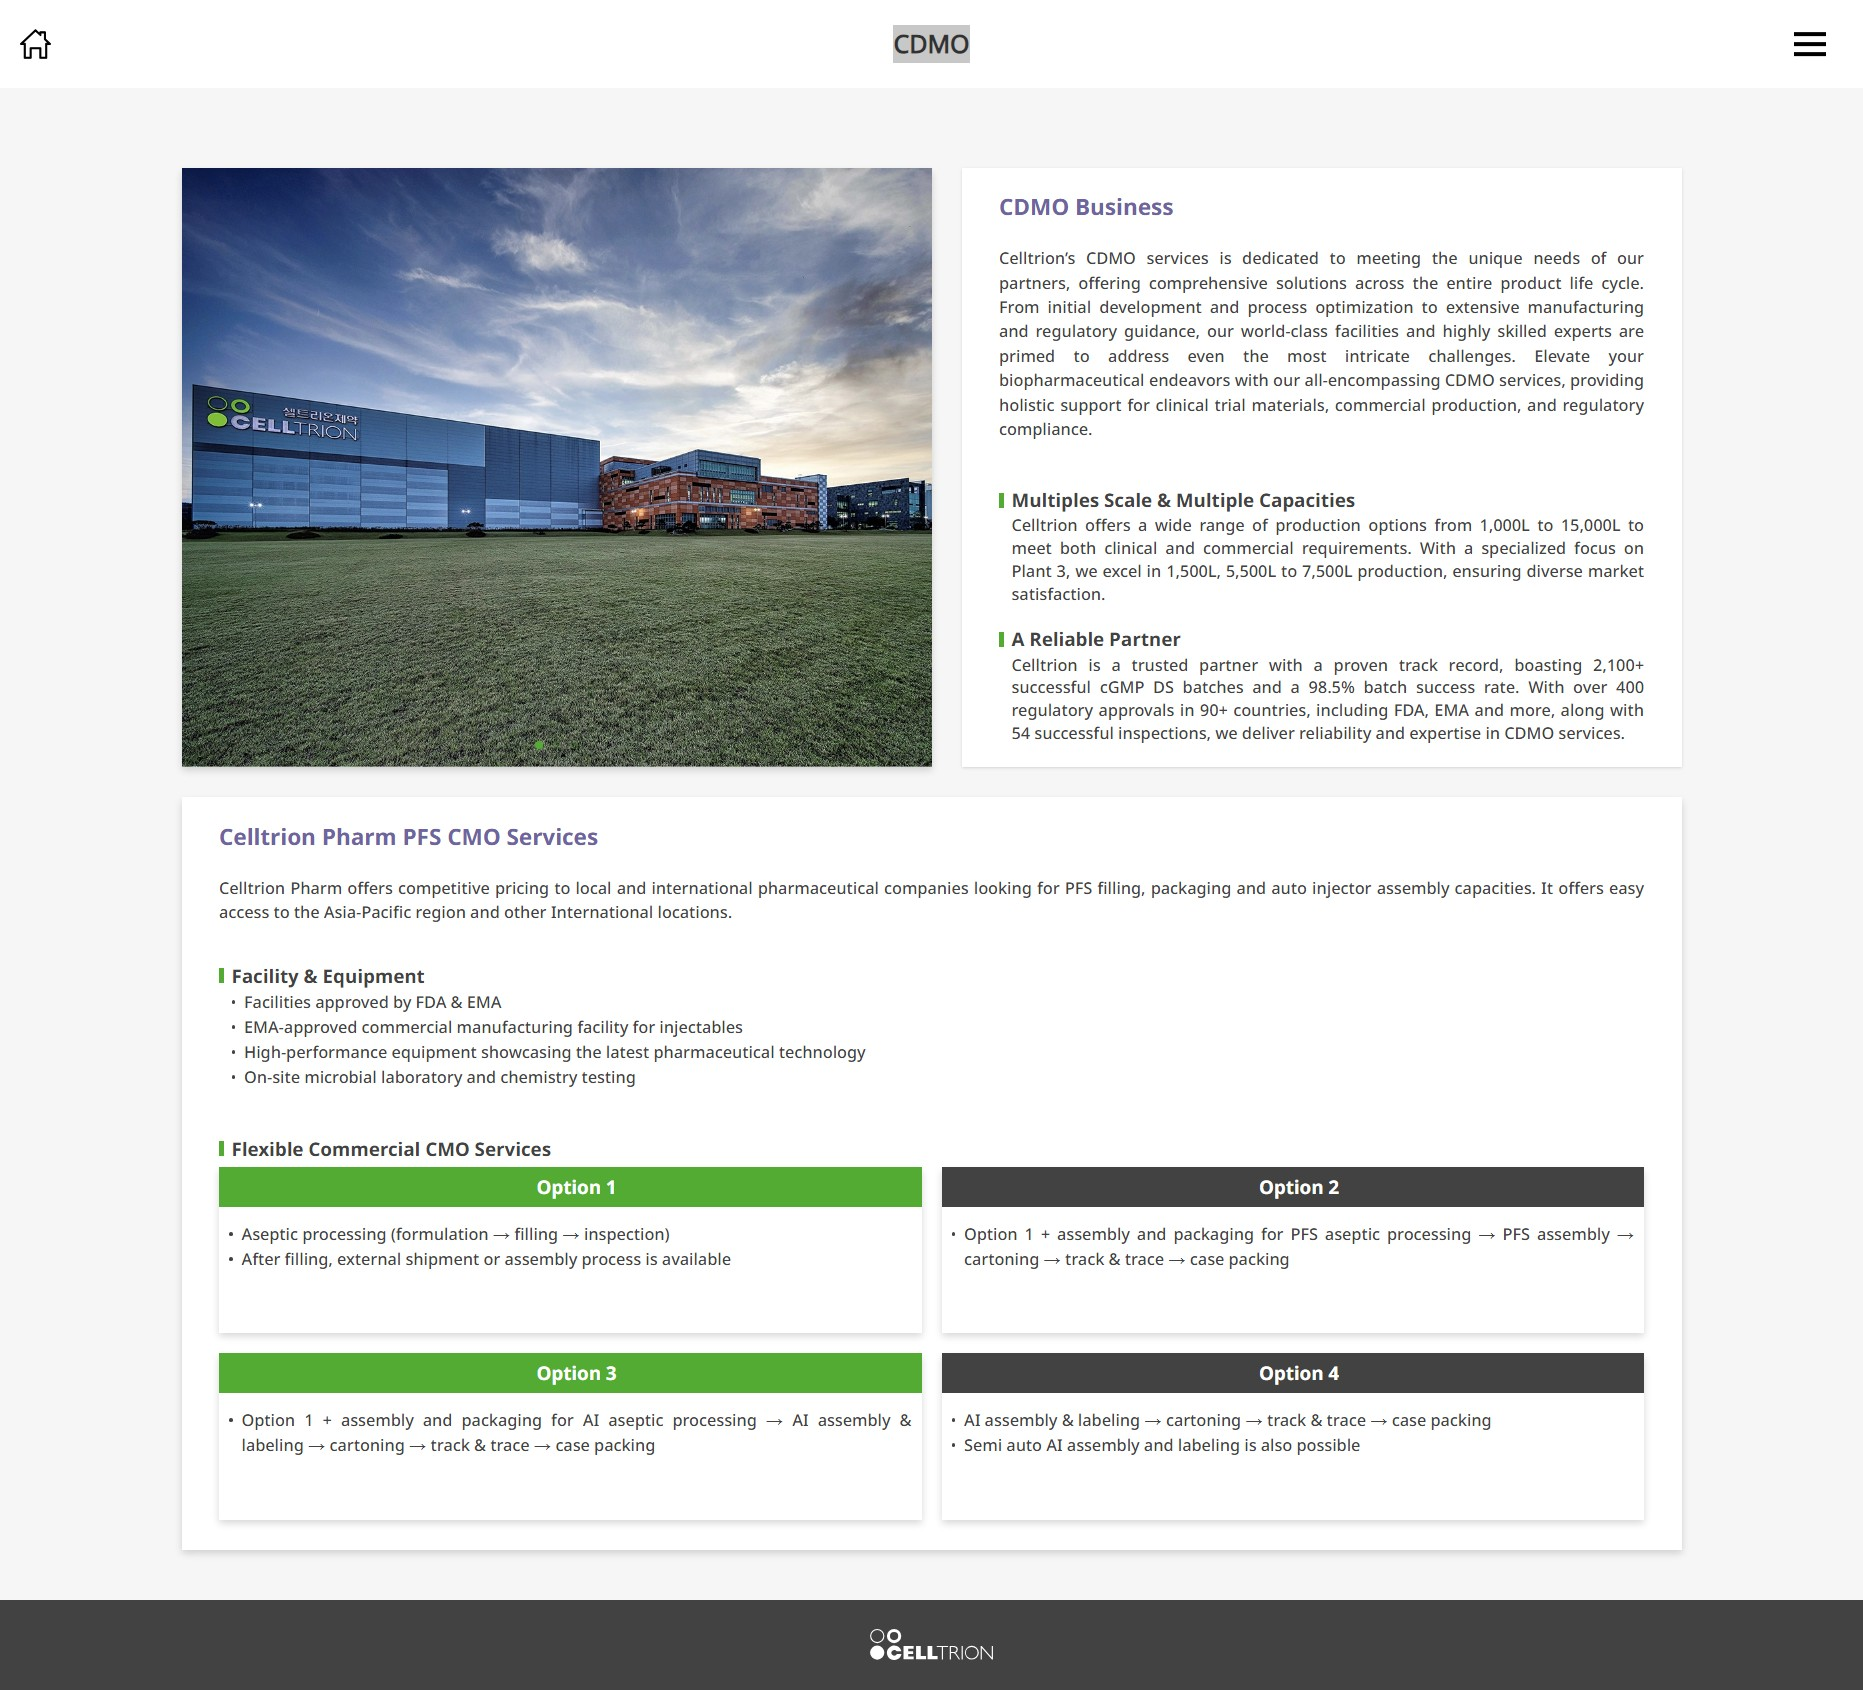 CDMO
셀트리온제약
CELLTRION
CDMO Business
Celltrion’s CDMO services is dedicated to meeting the unique needs of our
partners, offering comprehensive solutions across the entire product life cycle.
From initial development and process optimization to extensive manufacturing
and regulatory guidance, our world-class facilities and highly skilled experts are
primed to address even the most intricate challenges. Elevate your
biopharmaceutical endeavors with our all-encompassing CDMO services, providing
holistic support for clinical trial materials, commercial production, and regulatory
compliance.
Multiples Scale & Multiple Capacities
Celltrion offers a wide range of production options from 1,000L to 15,000L to
meet both clinical and commercial requirements. With a specialized focus on
Plant 3, we excel in 1,500L, 5,500L to 7,500L production, ensuring diverse market
satisfaction.
A Reliable Partner
Celltrion is a trusted partner with a proven track record, boasting 2,100+
successful cGMP DS batches and a 98.5% batch success rate. With over 400
regulatory approvals in 90+ countries, including FDA, EMA and more, along with
54 successful inspections, we deliver reliability and expertise in CDMO services.
Celltrion Pharm PFS CMO Services
Celltrion Pharm offers competitive pricing to local and international pharmaceutical companies looking for PFS filling, packaging and auto injector assembly capacities. It offers easy
access to the Asia-Pacific region and other International locations.
Facility & Equipment
• Facilities approved by FDA & EMA
• EMA-approved commercial manufacturing facility for injectables
• High-performance equipment showcasing the latest pharmaceutical technology
• On-site microbial laboratory and chemistry testing
Flexible Commercial CMO Services
Option 1
• Aseptic processing (formulation → filling → inspection)
• After filling, external shipment or assembly process is available
Option 2
• Option 1 + assembly and packaging for PFS aseptic processing → PFS assembly →
cartoning → track & trace → case packing
Option 3
• Option 1 + assembly and packaging for AI aseptic processing → AI assembly &
labeling → cartoning → track & trace → case packing
Option 4
• AI assembly & labeling → cartoning → track & trace → case packing
• Semi auto AI assembly and labeling is also possible
CELLTRION